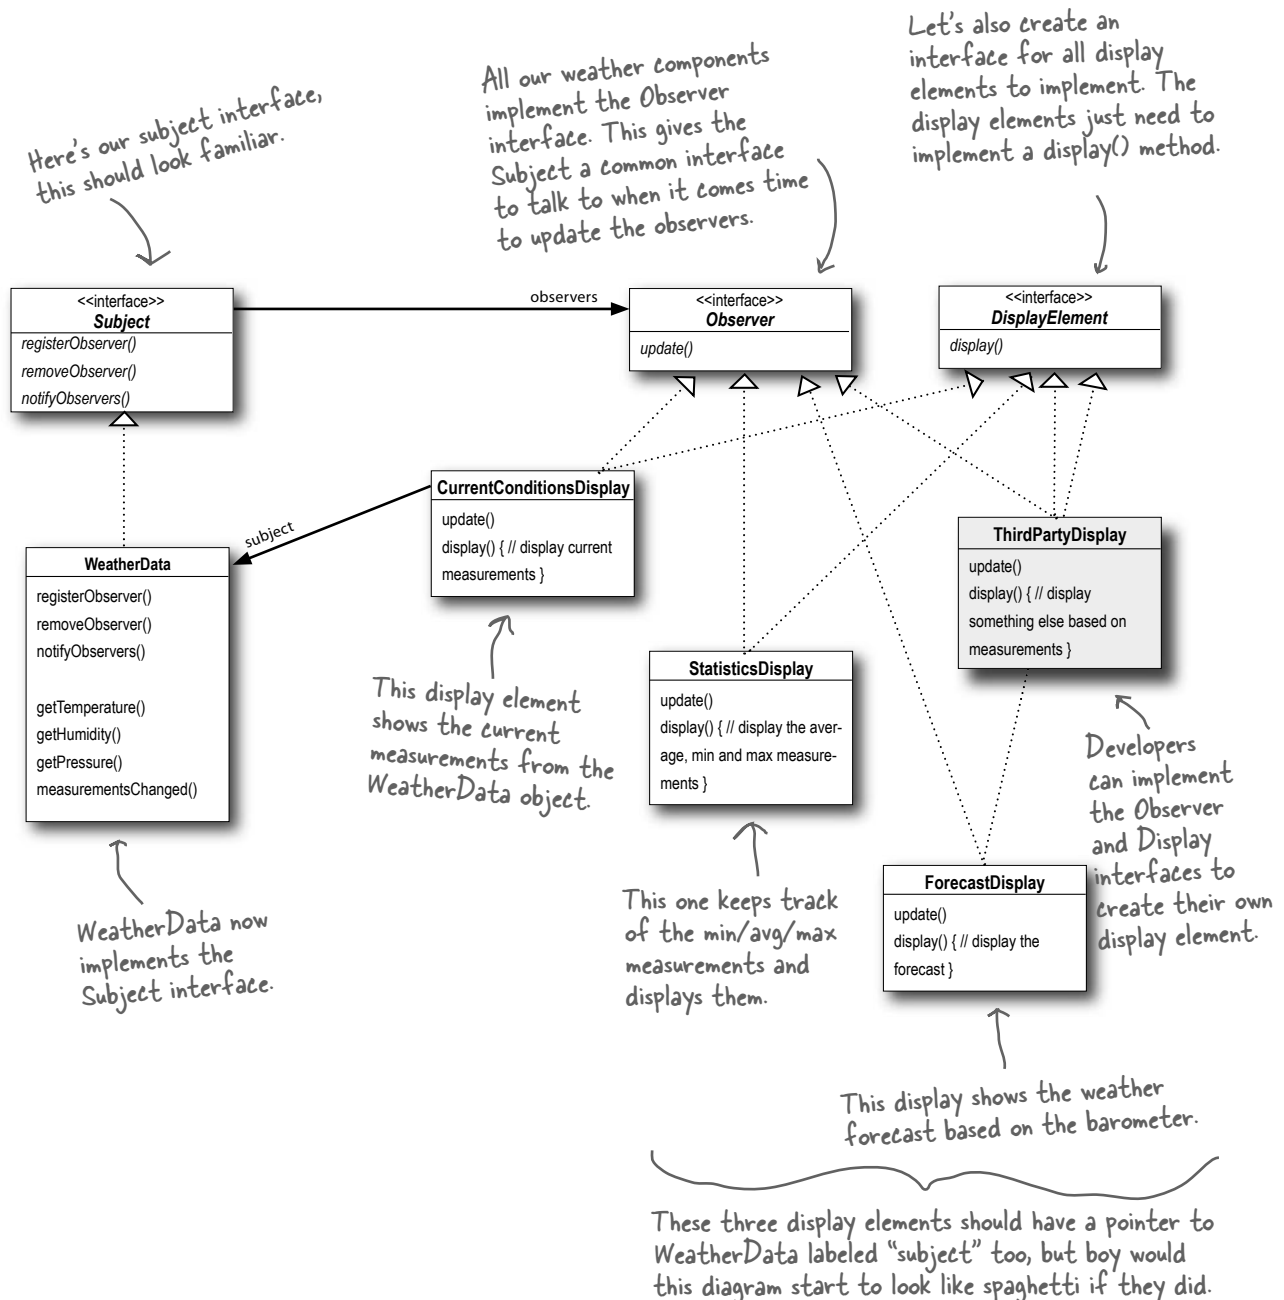 Here's our subject interface,
this should look familiar.
All our weather components
implement the Observer
interface. This gives the
Subject a common interface
to talk to when it comes time
to update the observers.
Let's also create an
interface for all display
elements to implement. The
display elements just need to
implement a display() method.
<<interface>>
Subject
registerObserver()
removeObserver()
notifyObservers()
observers
<<interface>>
Observer
update()
<<interface>>
DisplayElement
display()
subject
CurrentConditionsDisplay
update()
display() { // display current
measurements }
WeatherData
registerObserver()
removeObserver()
notifyObservers()
getTemperature()
getHumidity()
getPressure()
measurementsChanged()
ThirdPartyDisplay
update()
display() { // display
something else based on
measurements }
StatisticsDisplay
update()
display() { // display the aver-
age, min and max measure-
ments }
This display element
shows the current
measurements from the
WeatherData object.
Developers
can implement
the Observer
and Display
interfaces to
create their own
display element.
ForecastDisplay
update()
display() { // display the
forecast }
WeatherData now
implements the
Subject interface.
This one keeps track
of the min/avg/max
measurements and
displays them.
This display shows the weather
forecast based on the barometer.
These three display elements should have a pointer to
WeatherData labeled “subject” too, but boy would
this diagram start to look like spaghetti if they did.